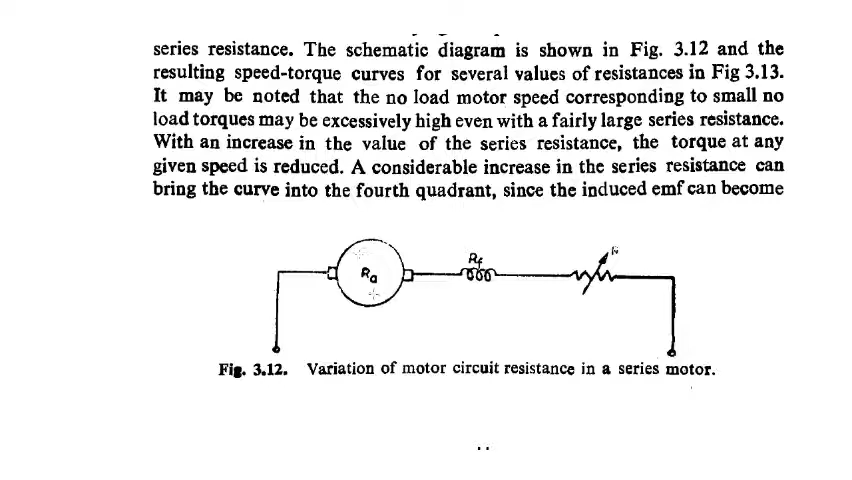 series resistance. The schematic diagram is shown in Fig. 3.12 and the
resulting speed-torque curves for several values of resistances in Fig 3.13.
It may be noted that the no load motor speed corresponding to small no
load torques may be excessively high even with a fairly large series resistance.
With an increase in the value of the series resistance, the torque at any
given speed is reduced. A considerable increase in the series resistance can
bring the curve into the fourth quadrant, since the induced emf can become
Ra
Rf
Fig. 3.12. Variation of motor circuit resistance in a series motor.